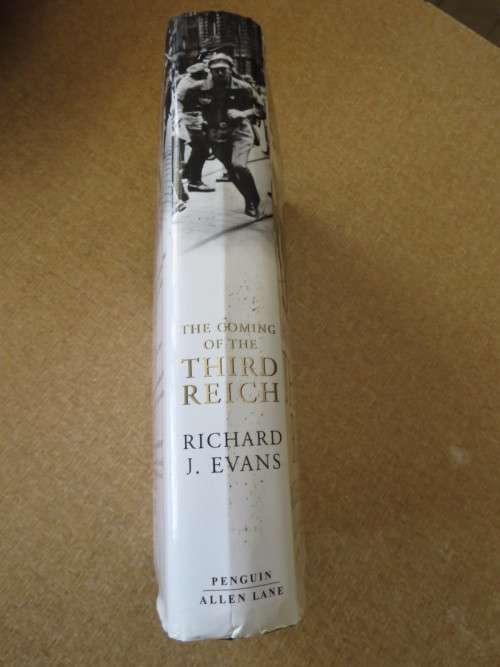 THE COMING
OF THE
THIRD
REICH
RICHARD
J. EVANS
PENGUIN
ALLEN LANE